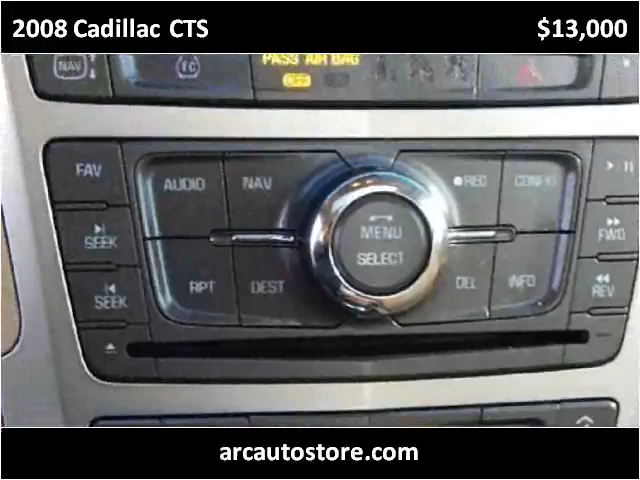 2008 Cadillac CTS $13,000
NAV TC PASS AIR BAG
OFF
FAV AUDIO NAV REC CONFIG
SEEK MENU FWD
SELECT
SEEK RPT DEST DEL INFO REV
arcautostore.com